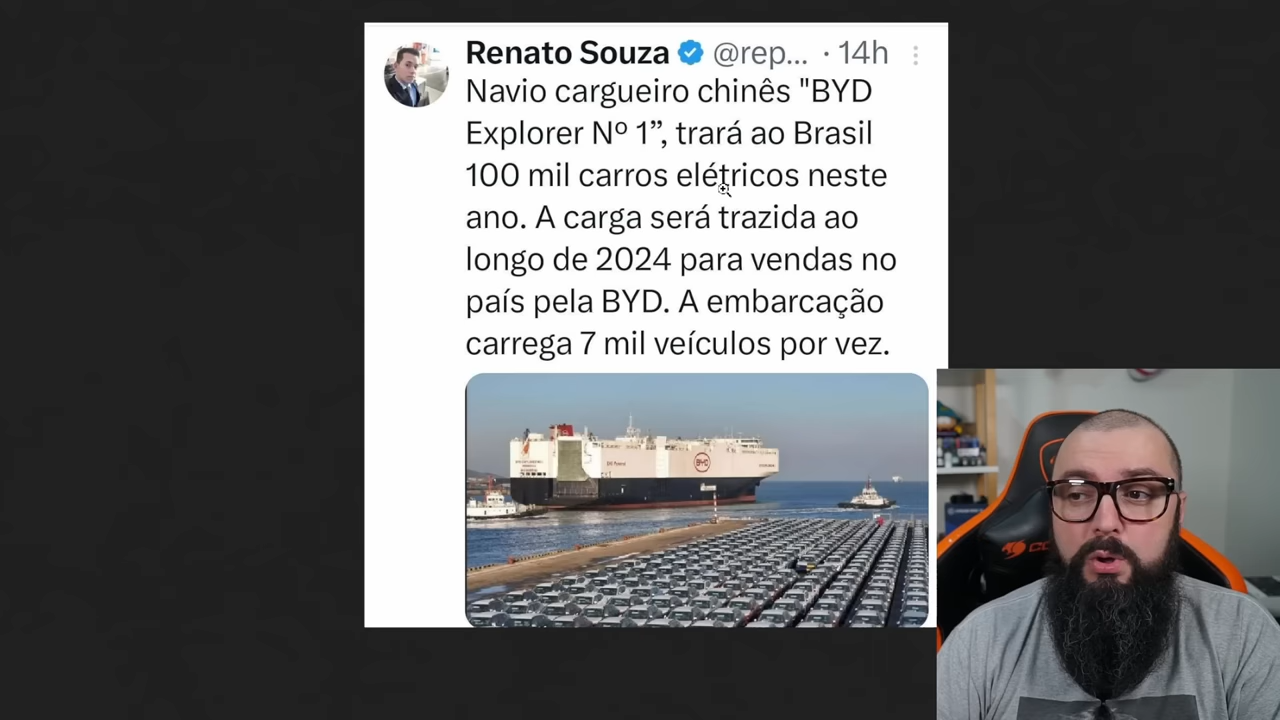 Renato Souza @rep... · 14h
Navio cargueiro chinês "BYD
Explorer Nº 1”, trará ao Brasil
100 mil carros elétricos neste
ano. A carga será trazida ao
longo de 2024 para vendas no
país pela BYD. A embarcação
carrega 7 mil veículos por vez.
BYD